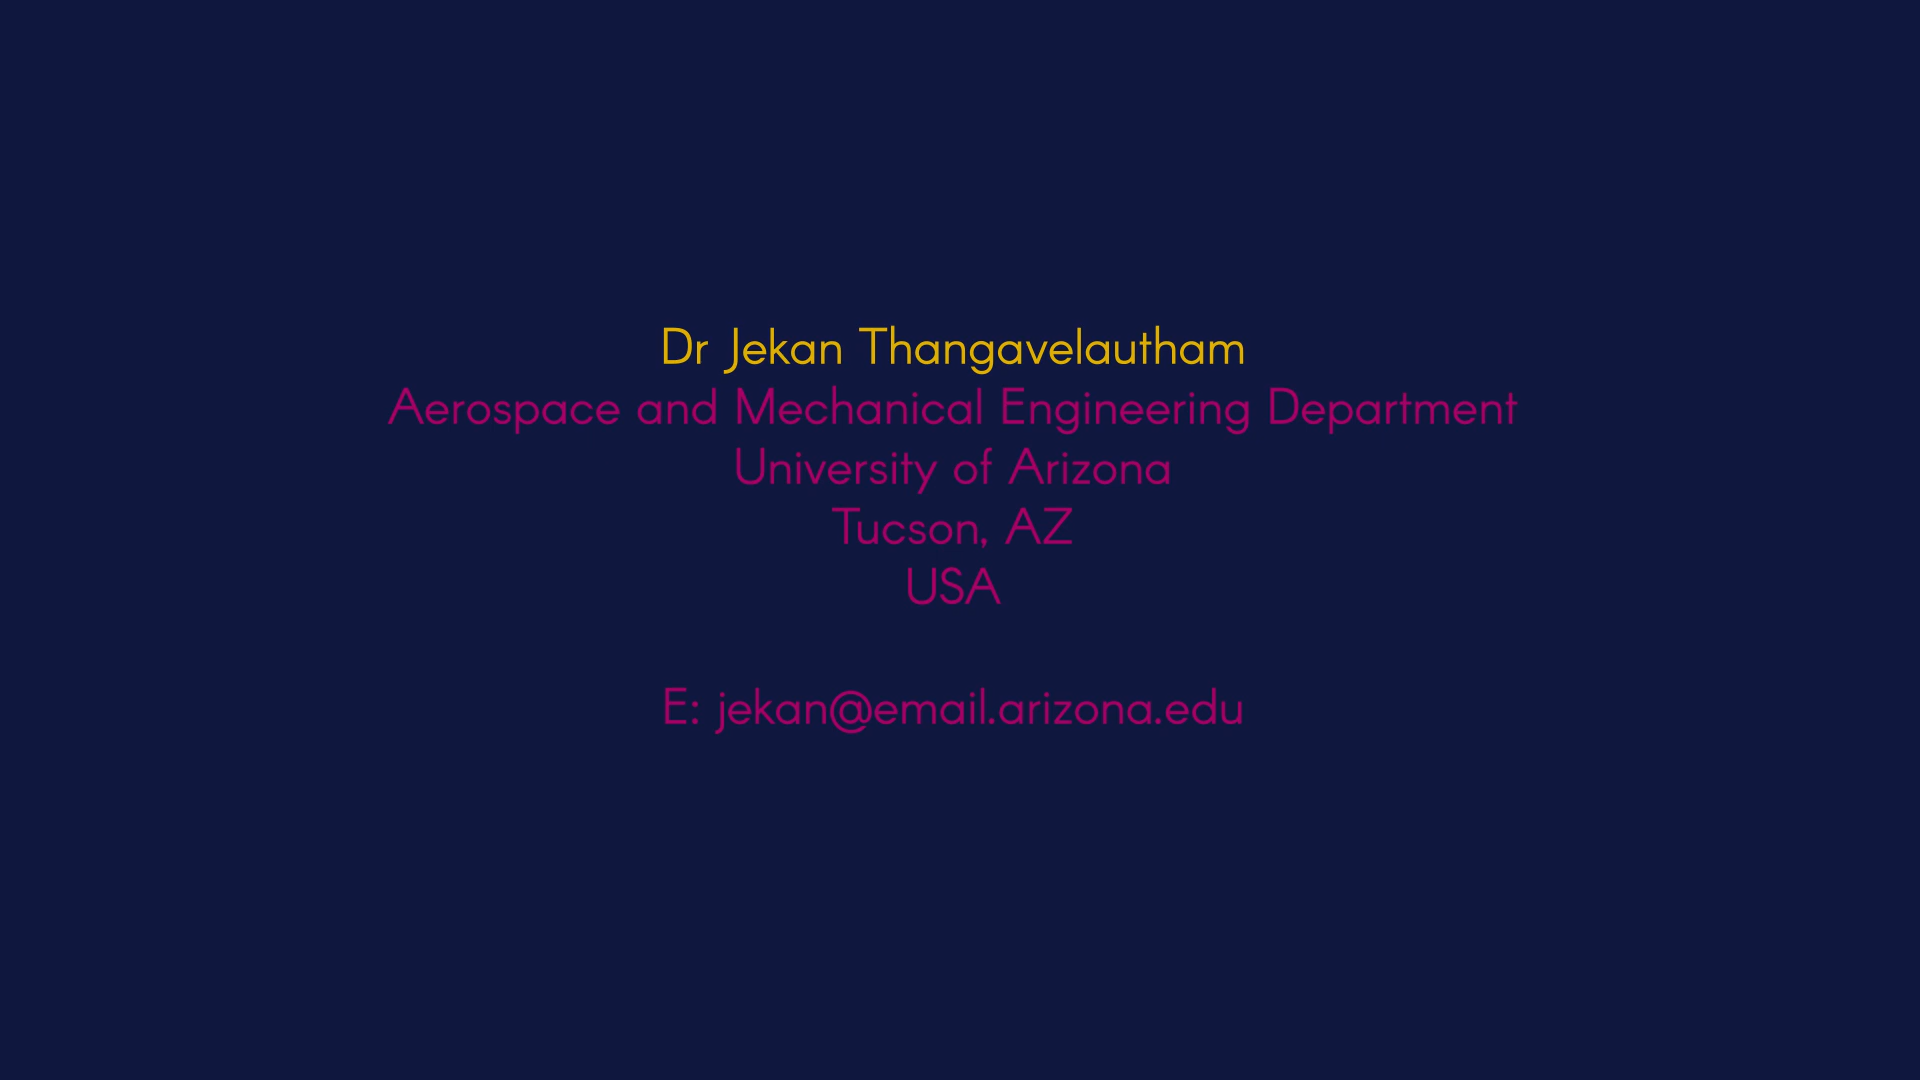 Dr Jekan Thangavelautham
Aerospace and Mechanical Engineering Department
University of Arizona
Tucson, AZ
USA
E: jekan@email.arizona.edu